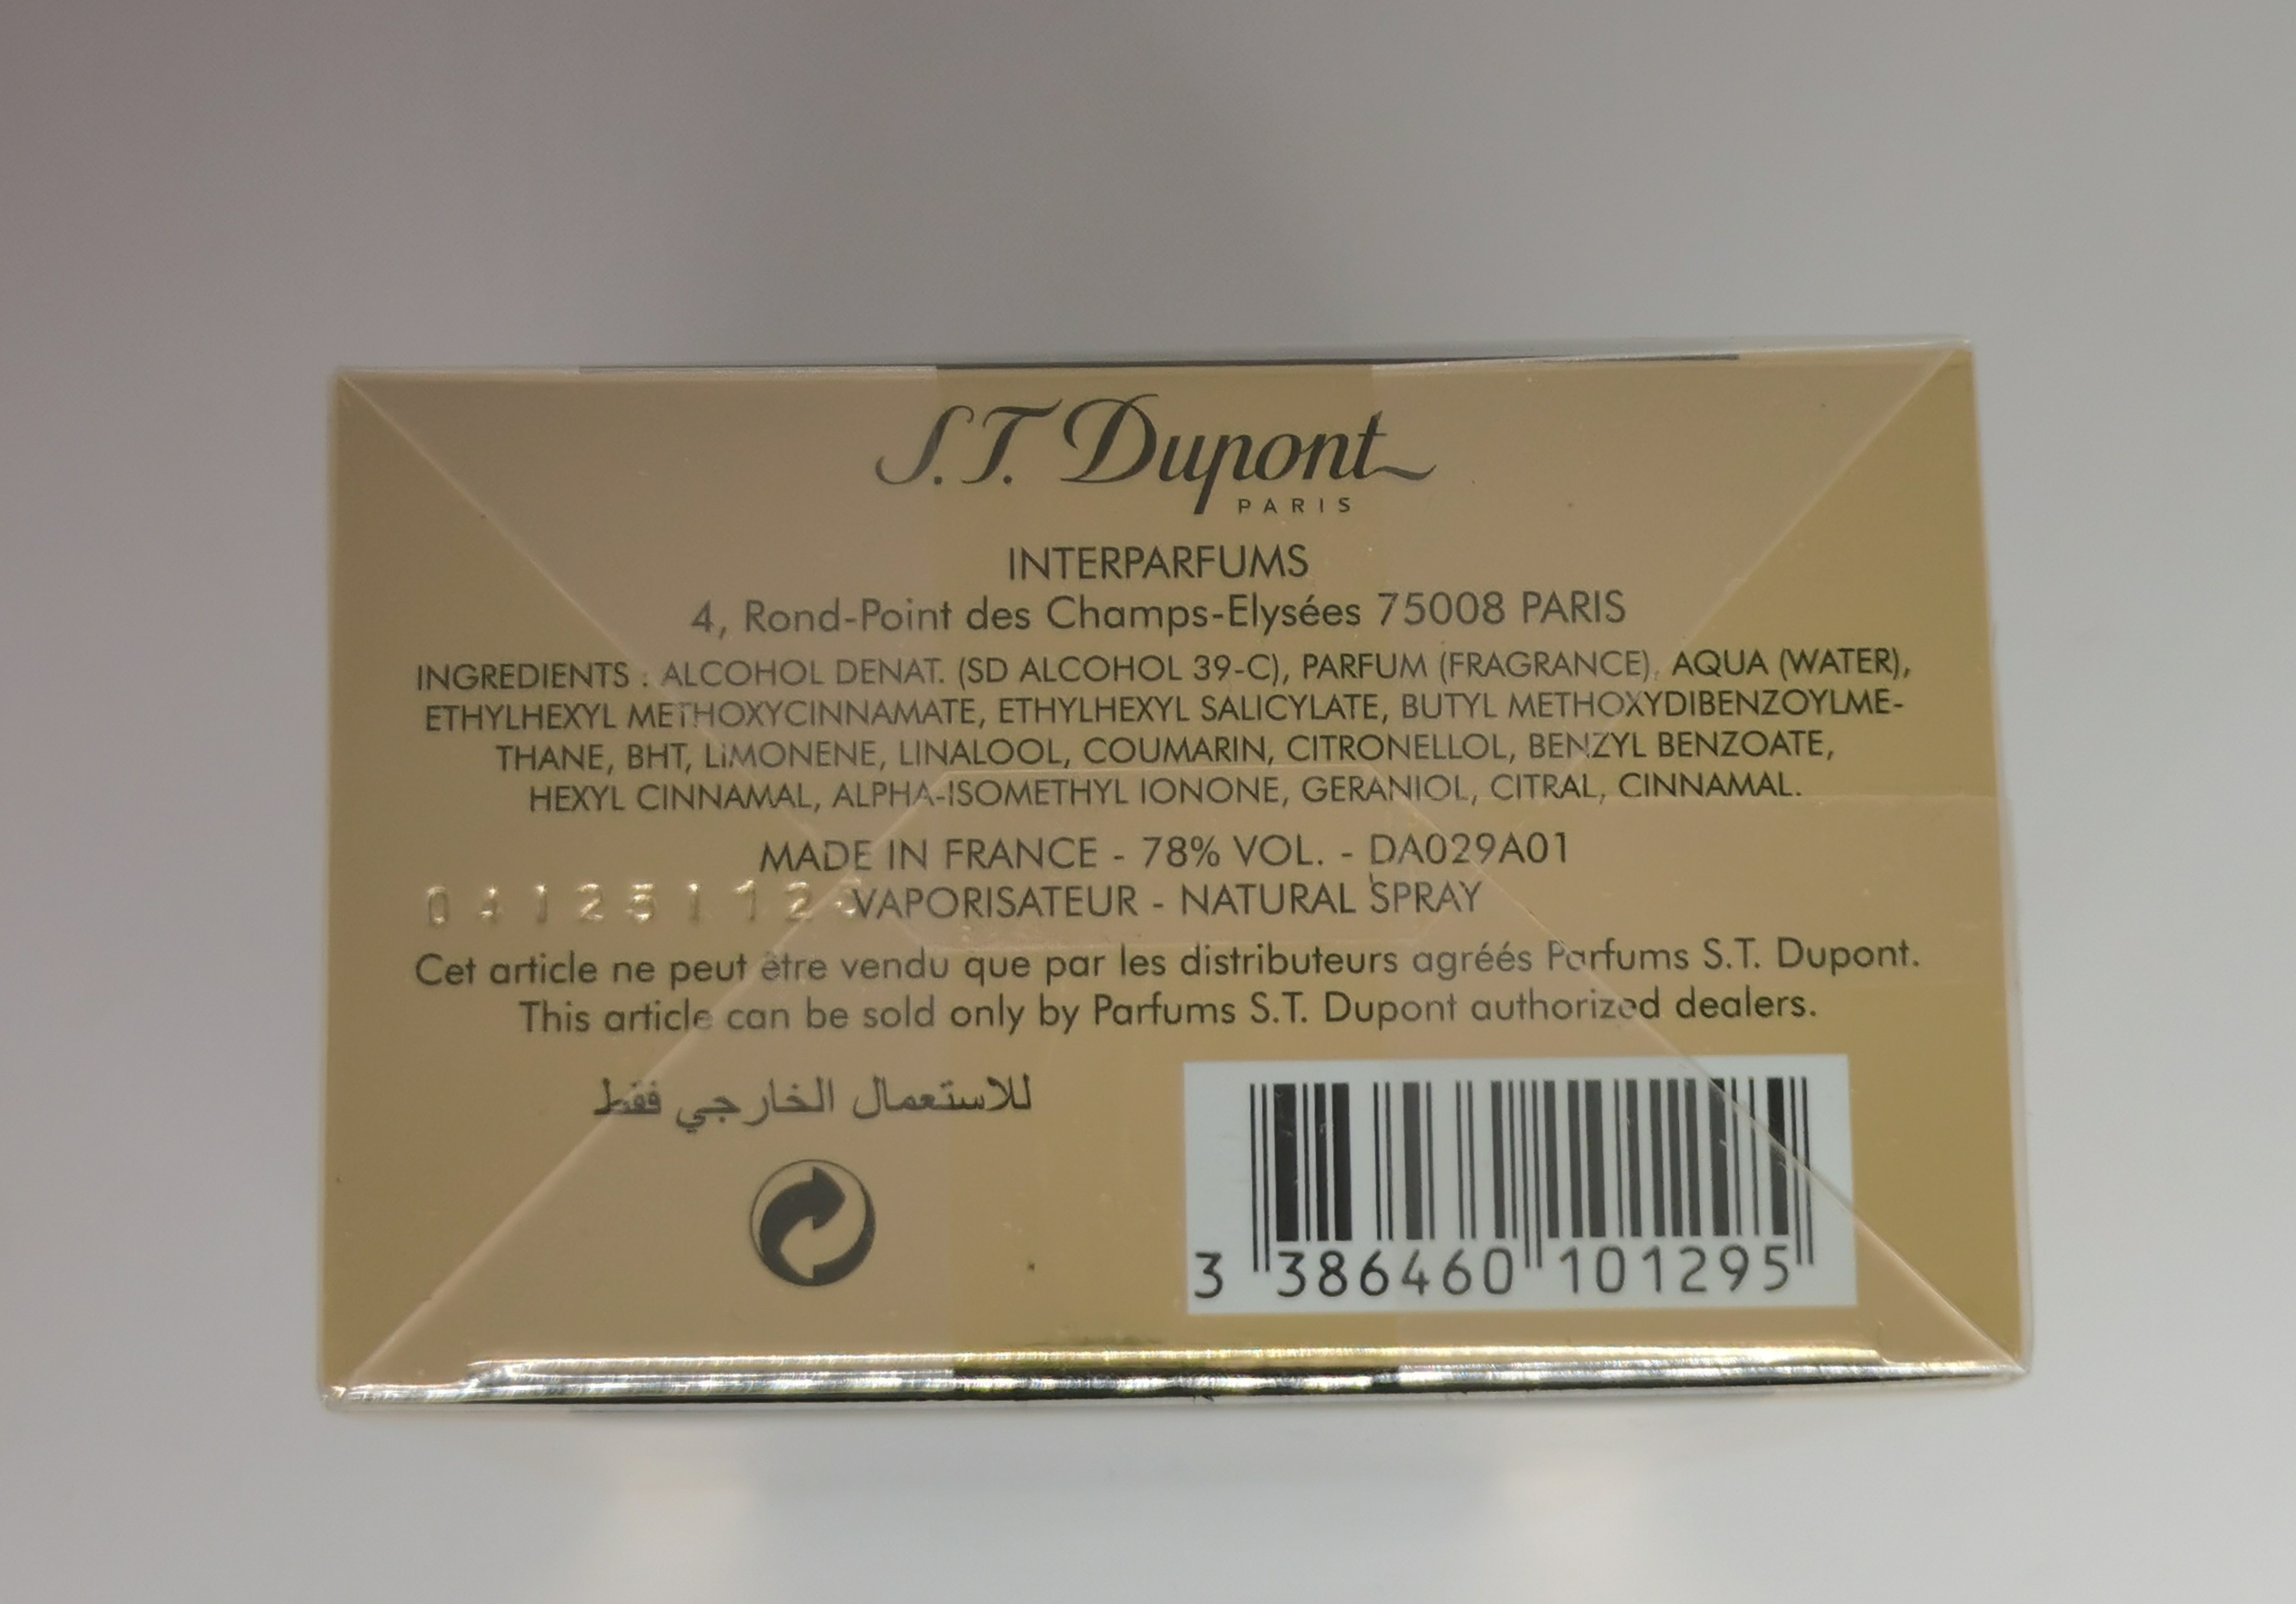 S.T. Dupont
PARIS
INTERPARFUMS
4, Rond-Point des Champs-Elysées 75008 PARIS
INGREDIENTS : ALCOHOL DENAT. (SD ALCOHOL 39-C), PARFUM (FRAGRANCE), AQUA (WATER),
ETHYLHEXYL METHOXYCINNAMATE, ETHYLHEXYL SALICYLATE, BUTYL METHOXYDIBENZOYLME-
THANE, BHT, LIMONENE, LINALOOL, COUMARIN, CITRONELLOL, BENZYL BENZOATE,
HEXYL CINNAMAL, ALPHA-ISOMETHYL IONONE, GERANIOL, CITRAL, CINNAMAL.
MADE IN FRANCE - 78% VOL. - DA029A01
VAPORISATEUR - NATURAL SPRAY
Cet article ne peut être vendu que par les distributeurs agréés Parfums S.T. Dupont.
This article can be sold only by Parfums S.T. Dupont authorized dealers.
للاستعمال الخارجي فقط
3 386460 101295